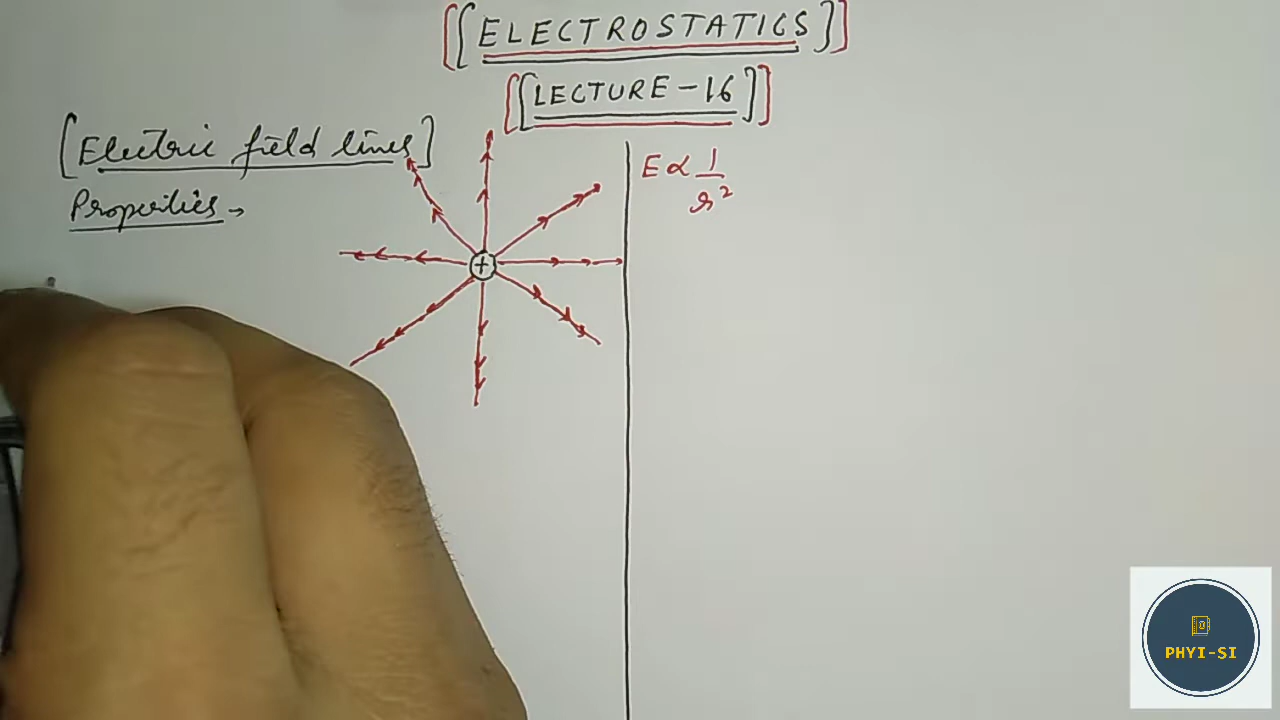 [[ELECTROSTATICS]]
[[LECTURE-16]]
[Electric field lines]
Properties→
+
E ∝ 1/r²
PHYI-SI